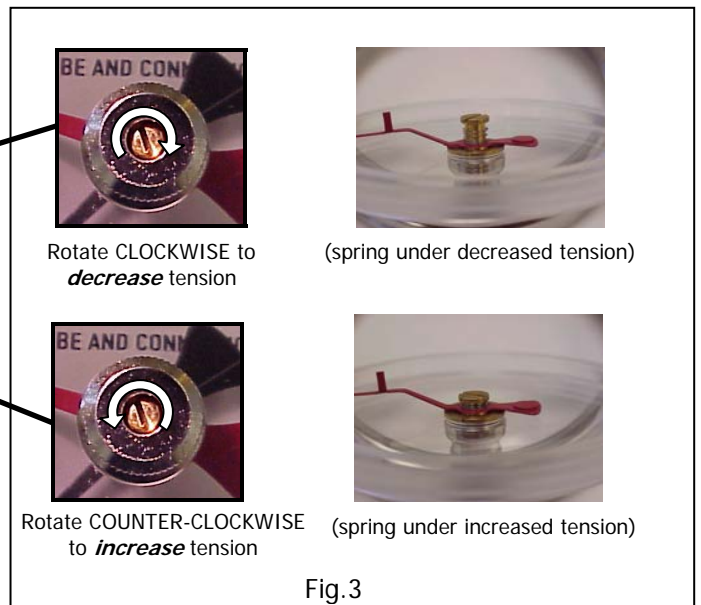 BE AND CONN
Rotate CLOCKWISE to
decrease tension
(spring under decreased tension)
BE AND CONN
Rotate COUNTER-CLOCKWISE
to increase tension
(spring under increased tension)
Fig.3